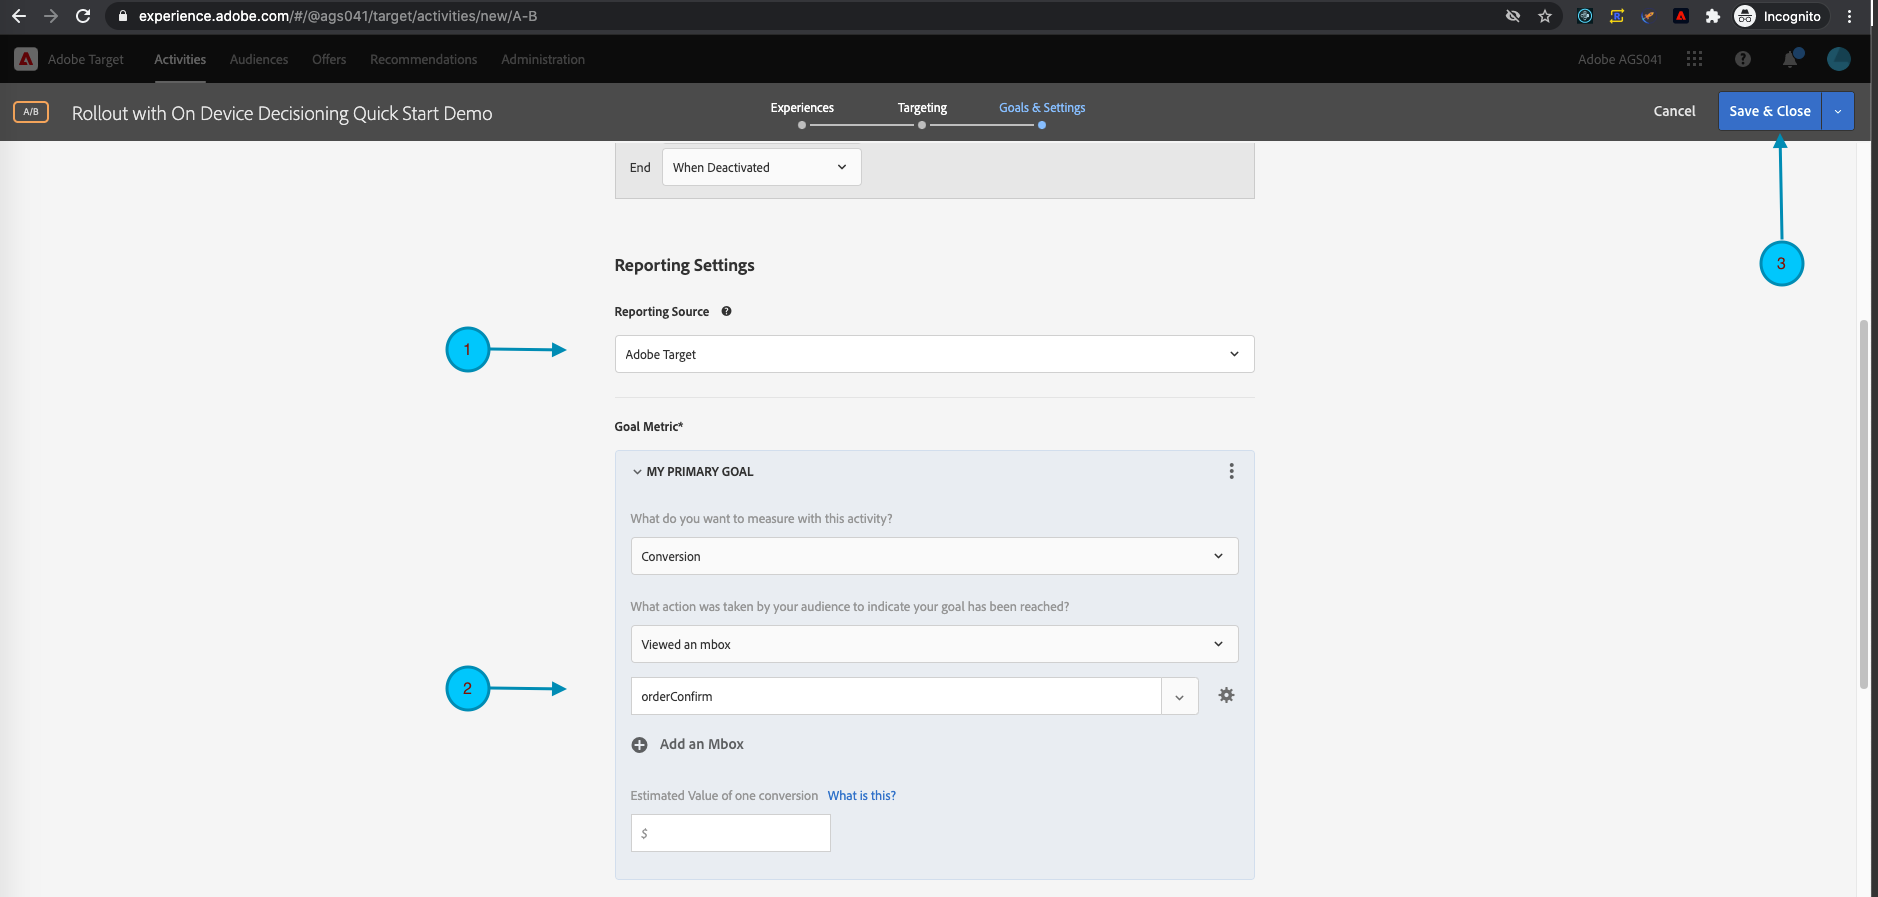 experience.adobe.com/#/@ags041/target/activities/new/A-B
Incognito
Adobe Target
Activities
Audiences
Offers
Recommendations
Administration
Adobe AGS041
A/B
Rollout with On Device Decisioning Quick Start Demo
Experiences
Targeting
Goals & Settings
Cancel
Save & Close
End
When Deactivated
3
Reporting Settings
Reporting Source
1
Adobe Target
Goal Metric*
MY PRIMARY GOAL
What do you want to measure with this activity?
Conversion
What action was taken by your audience to indicate your goal has been reached?
Viewed an mbox
2
orderConfirm
Add an Mbox
Estimated Value of one conversion What is this?
$